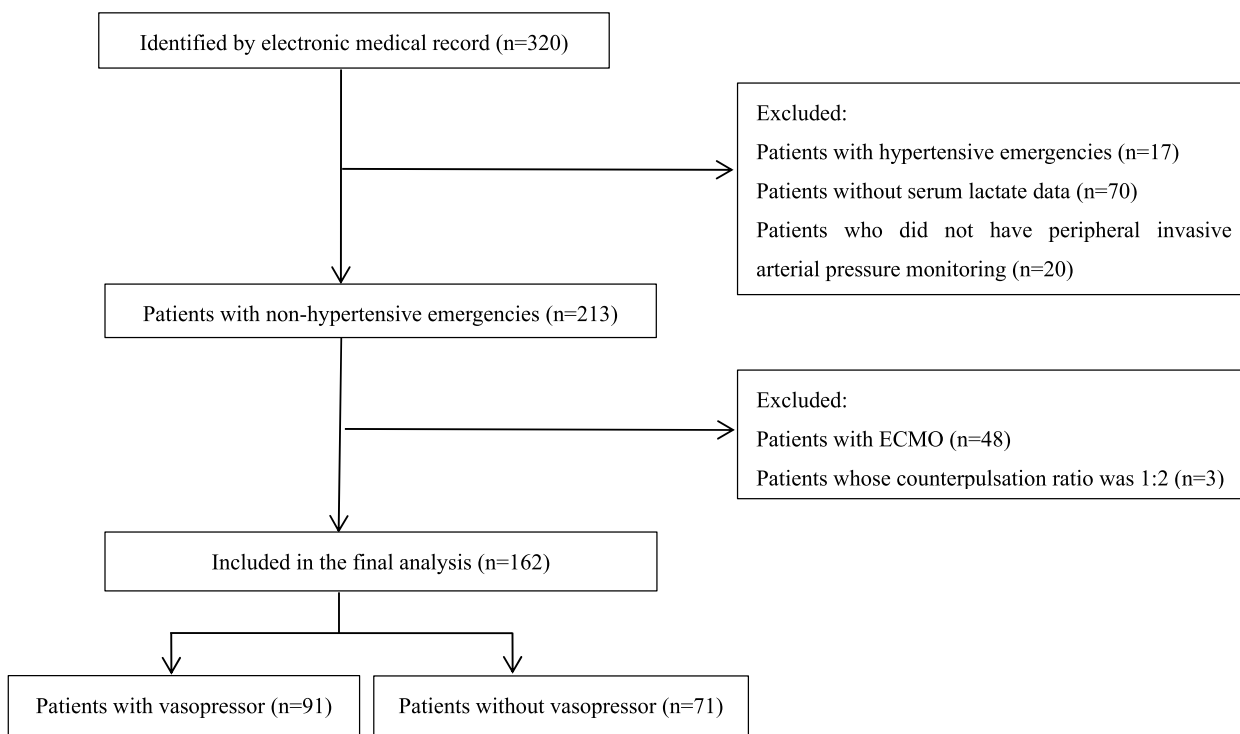 Identified by electronic medical record (n=320)
Excluded:
Patients with hypertensive emergencies (n=17)
Patients without serum lactate data (n=70)
Patients who did not have peripheral invasive
arterial pressure monitoring (n=20)
Patients with non-hypertensive emergencies (n=213)
Excluded:
Patients with ECMO (n=48)
Patients whose counterpulsation ratio was 1:2 (n=3)
Included in the final analysis (n=162)
Patients with vasopressor (n=91)
Patients without vasopressor (n=71)